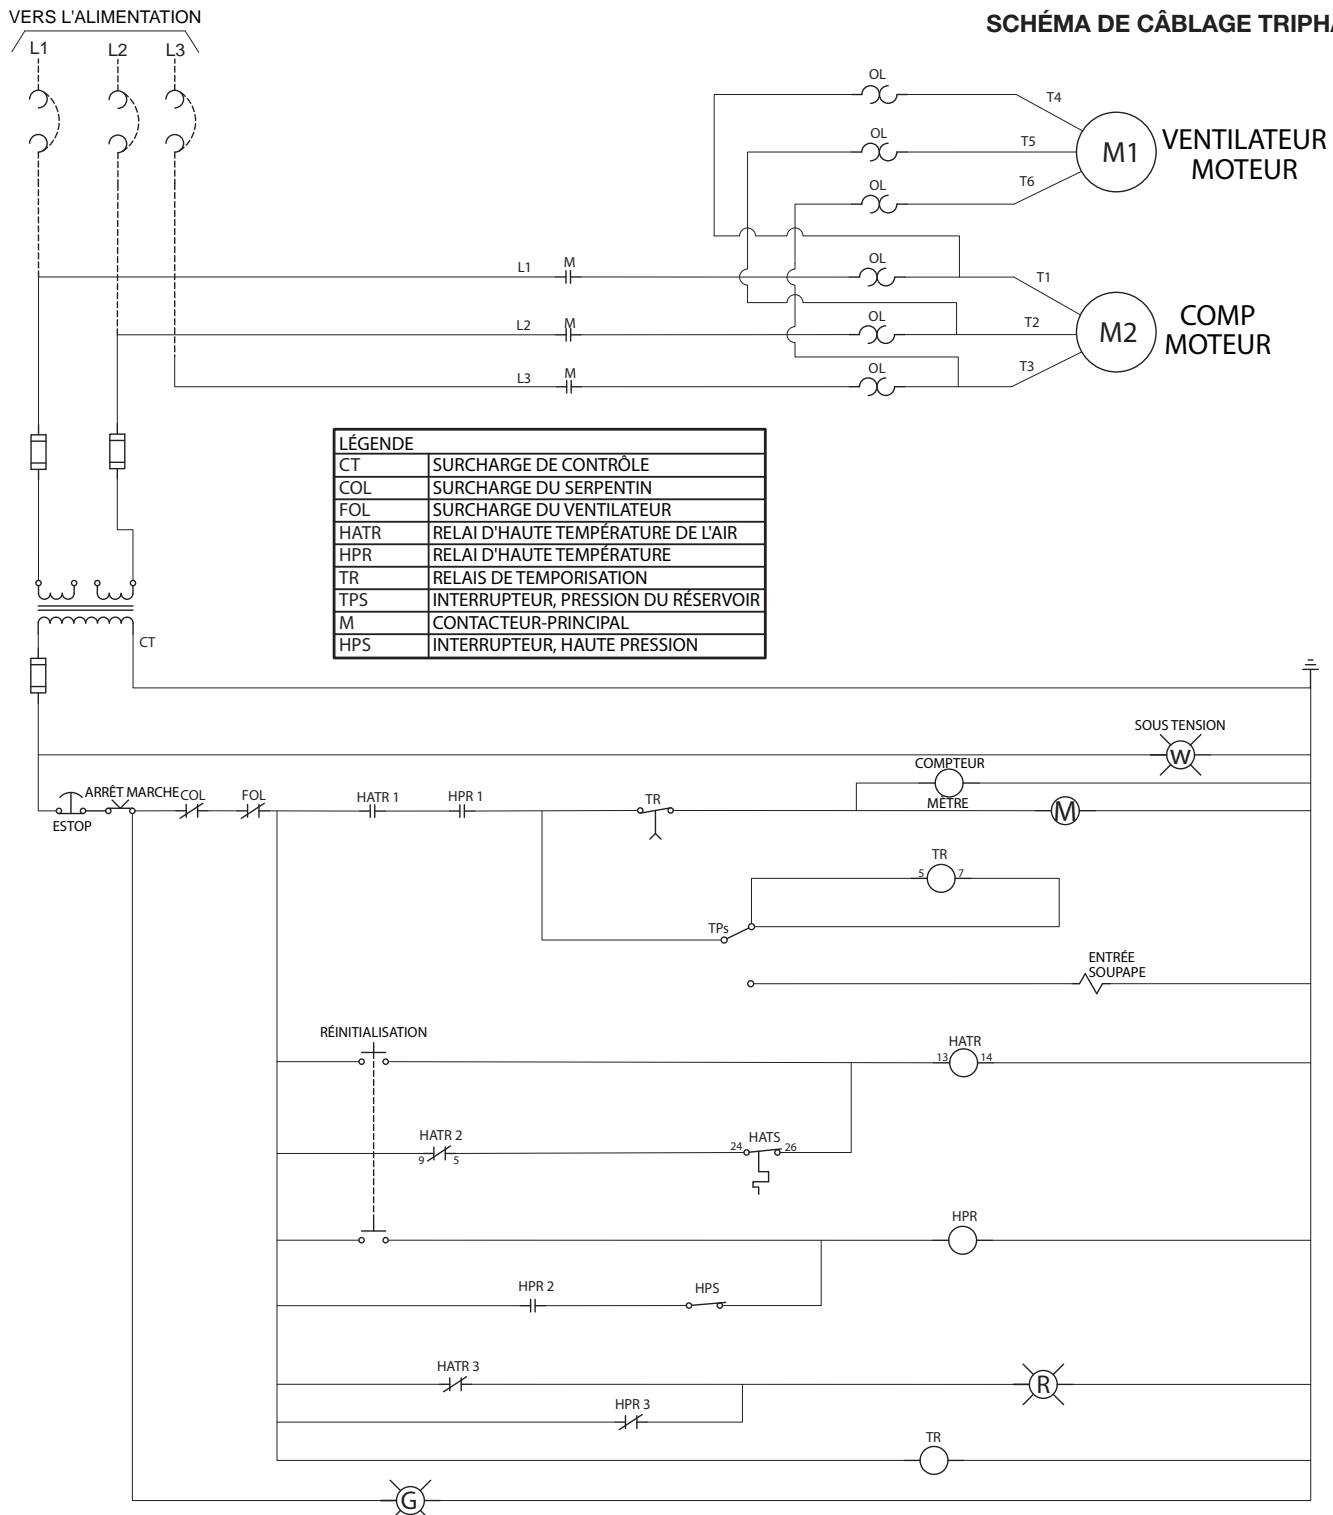 VERS L'ALIMENTATION
SCHÉMA DE CÂBLAGE
L1 L2 L3
OL
T4
OL
T5
M1
VENTILATEUR
MOTEUR
OL
T6
L1 M OL T1
L2 M OL T2
M2
COMP
MOTEUR
L3 M OL T3
LÉGENDE
CT SURCHARGE DE CONTRÔLE
COL SURCHARGE DU SERPENTIN
FOL SURCHARGE DU VENTILATEUR
HATR RELAI D'HAUTE TEMPÉRATURE DE L'AIR
HPR RELAI D'HAUTE TEMPÉRATURE
TR RELAIS DE TEMPORISATION
TPS INTERRUPTEUR, PRESSION DU RÉSERVOIR
M CONTACTEUR-PRINCIPAL
HPS INTERRUPTEUR, HAUTE PRESSION
CT
SOUS TENSION
W
COMPTEUR
MÈTRE
ARRÊT MARCHE COL FOL HATR 1 HPR 1 TR M
ESTOP
TR
5 7
TPs
ENTRÉE
SOUPAPE
RÉINITIALISATION
HATR
13 14
HATR 2
9 5
HATS
24 26
HPR
HPR 2 HPS
HATR 3
R
HPR 3
TR
G